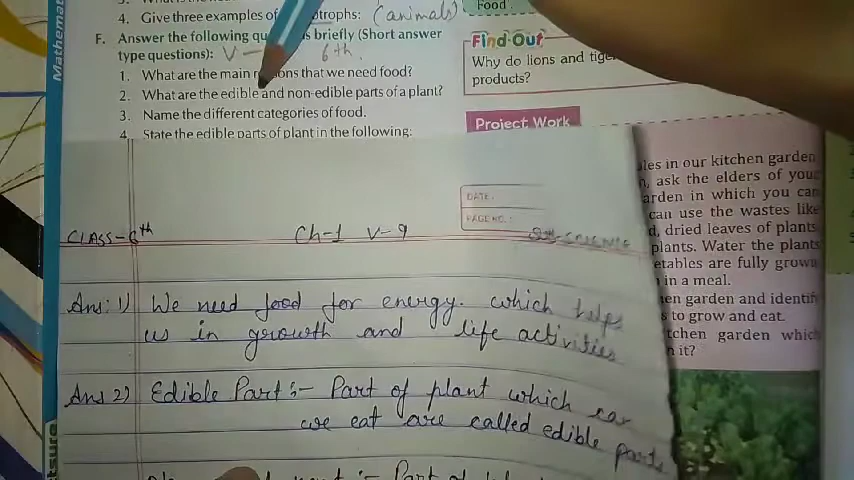 Mathemat
4. Give three examples of trophs: (animals)
Food.
F. Answer the following qu s briefly (Short answer
type questions): V- 6th.
1. What are the main r ons that we need food?
2. What are the edible and non-edible parts of a plant?
3. Name the different categories of food.
4. State the edible parts of plant in the following:
Find Out
Why do lions and tige
products?
Project Work
les in our kitchen garden
, ask the elders of you
arden in which you can
can use the wastes like
d, dried leaves of plants
plants. Water the plants
etables are fully grown
in a meal.
en garden and identif
s to grow and eat.
tchen garden which
it?
DATE:
PAGE NO.:
CLASS-6th Ch-1 V-9
Ans:1) We need food for energy. which helps
us in growth and life activities
Ans 2) Edible Part:- Part of plant which
we eat are called edible parts
:- Part of